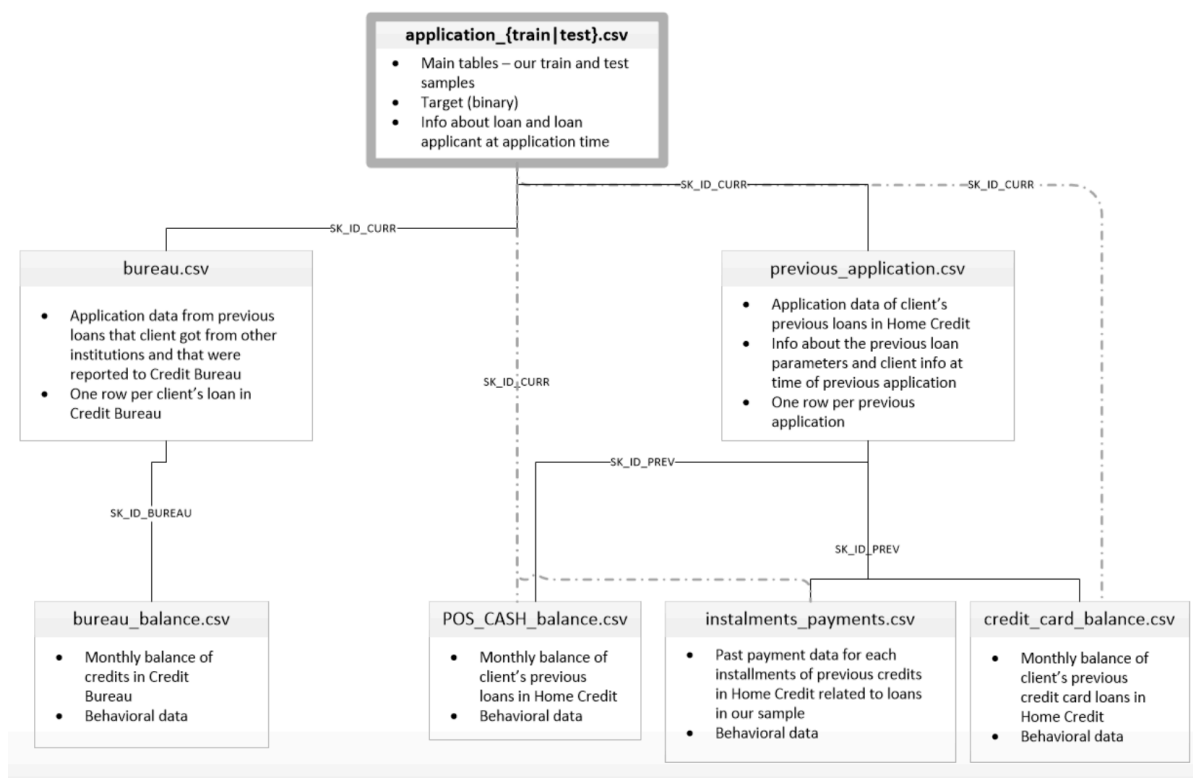 application_{train|test}.csv
• Main tables – our train and test
samples
• Target (binary)
• Info about loan and loan
applicant at application time
SK_ID_CURR
SK_ID_CURR
SK_ID_CURR
bureau.csv
• Application data from previous
loans that client got from other
institutions and that were
reported to Credit Bureau
• One row per client's loan in
Credit Bureau
previous_application.csv
• Application data of client's
previous loans in Home Credit
• Info about the previous loan
parameters and client info at
time of previous application
• One row per previous
application
SK_ID_CURR
SK_ID_PREV
SK_ID_BUREAU
SK_ID_PREV
bureau_balance.csv
• Monthly balance of
credits in Credit
Bureau
• Behavioral data
POS_CASH_balance.csv
• Monthly balance of
client's previous
loans in Home Credit
• Behavioral data
instalments_payments.csv
• Past payment data for each
installments of previous credits
in Home Credit related to loans
in our sample
• Behavioral data
credit_card_balance.csv
• Monthly balance of
client's previous
credit card loans in
Home Credit
• Behavioral data